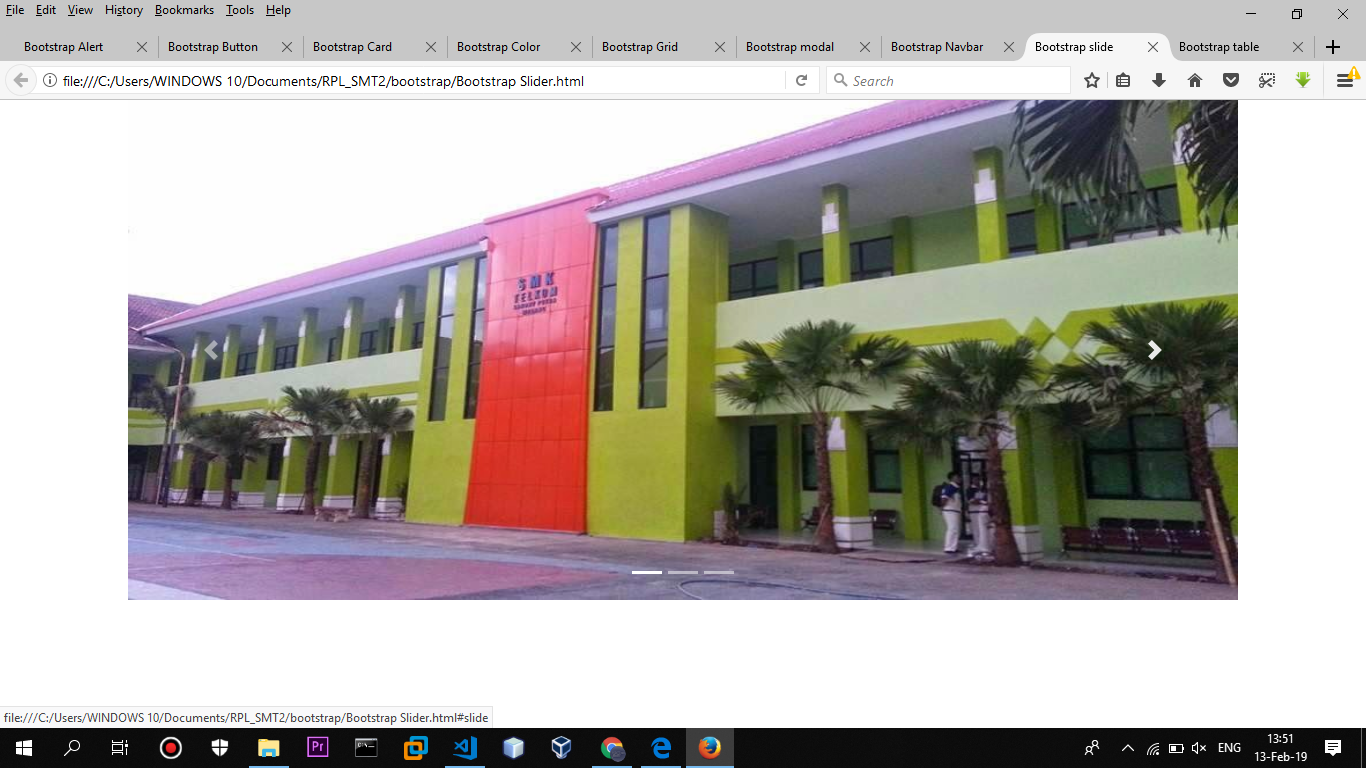 File Edit View History Bookmarks Tools Help
Bootstrap Alert Bootstrap Button Bootstrap Card Bootstrap Color Bootstrap Grid Bootstrap modal Bootstrap Navbar Bootstrap slide Bootstrap table
file:///C:/Users/WINDOWS 10/Documents/RPL_SMT2/bootstrap/Bootstrap Slider.html Search
SMK
TELKOM
file:///C:/Users/WINDOWS 10/Documents/RPL_SMT2/bootstrap/Bootstrap Slider.html#slide
Pr ENG 13:51
13-Feb-19